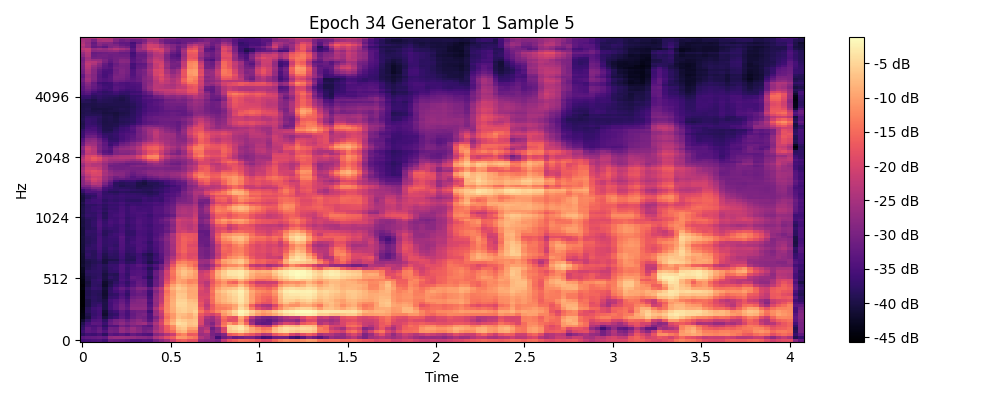 Epoch 34 Generator 1 Sample 5
4096
2048
1024
512
0
Hz
0
0.5
1
1.5
2
2.5
3
3.5
4
Time
-5 dB
-10 dB
-15 dB
-20 dB
-25 dB
-30 dB
-35 dB
-40 dB
-45 dB